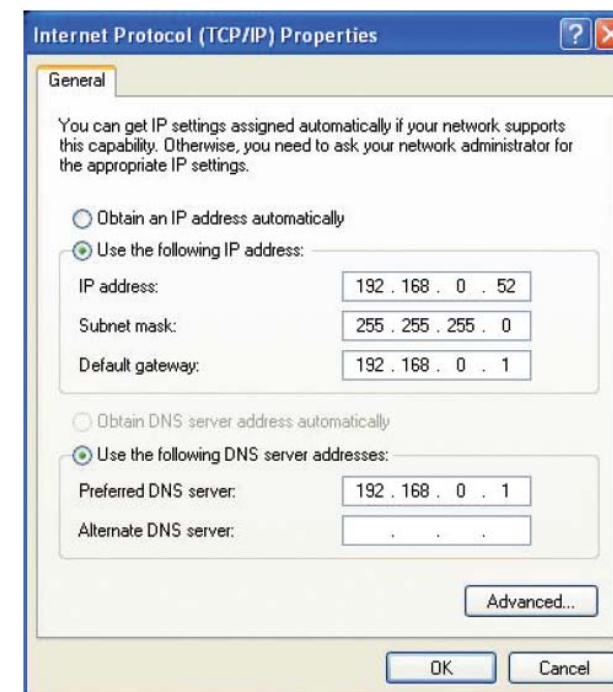 Internet Protocol (TCP/IP) Properties
General
You can get IP settings assigned automatically if your network supports
this capability. Otherwise, you need to ask your network administrator for
the appropriate IP settings.
Obtain an IP address automatically
Use the following IP address:
IP address: 192 . 168 . 0 . 52
Subnet mask: 255 . 255 . 255 . 0
Default gateway: 192 . 168 . 0 . 1
Obtain DNS server address automatically
Use the following DNS server addresses:
Preferred DNS server: 192 . 168 . 0 . 1
Alternate DNS server: . . .
Advanced...
OK Cancel